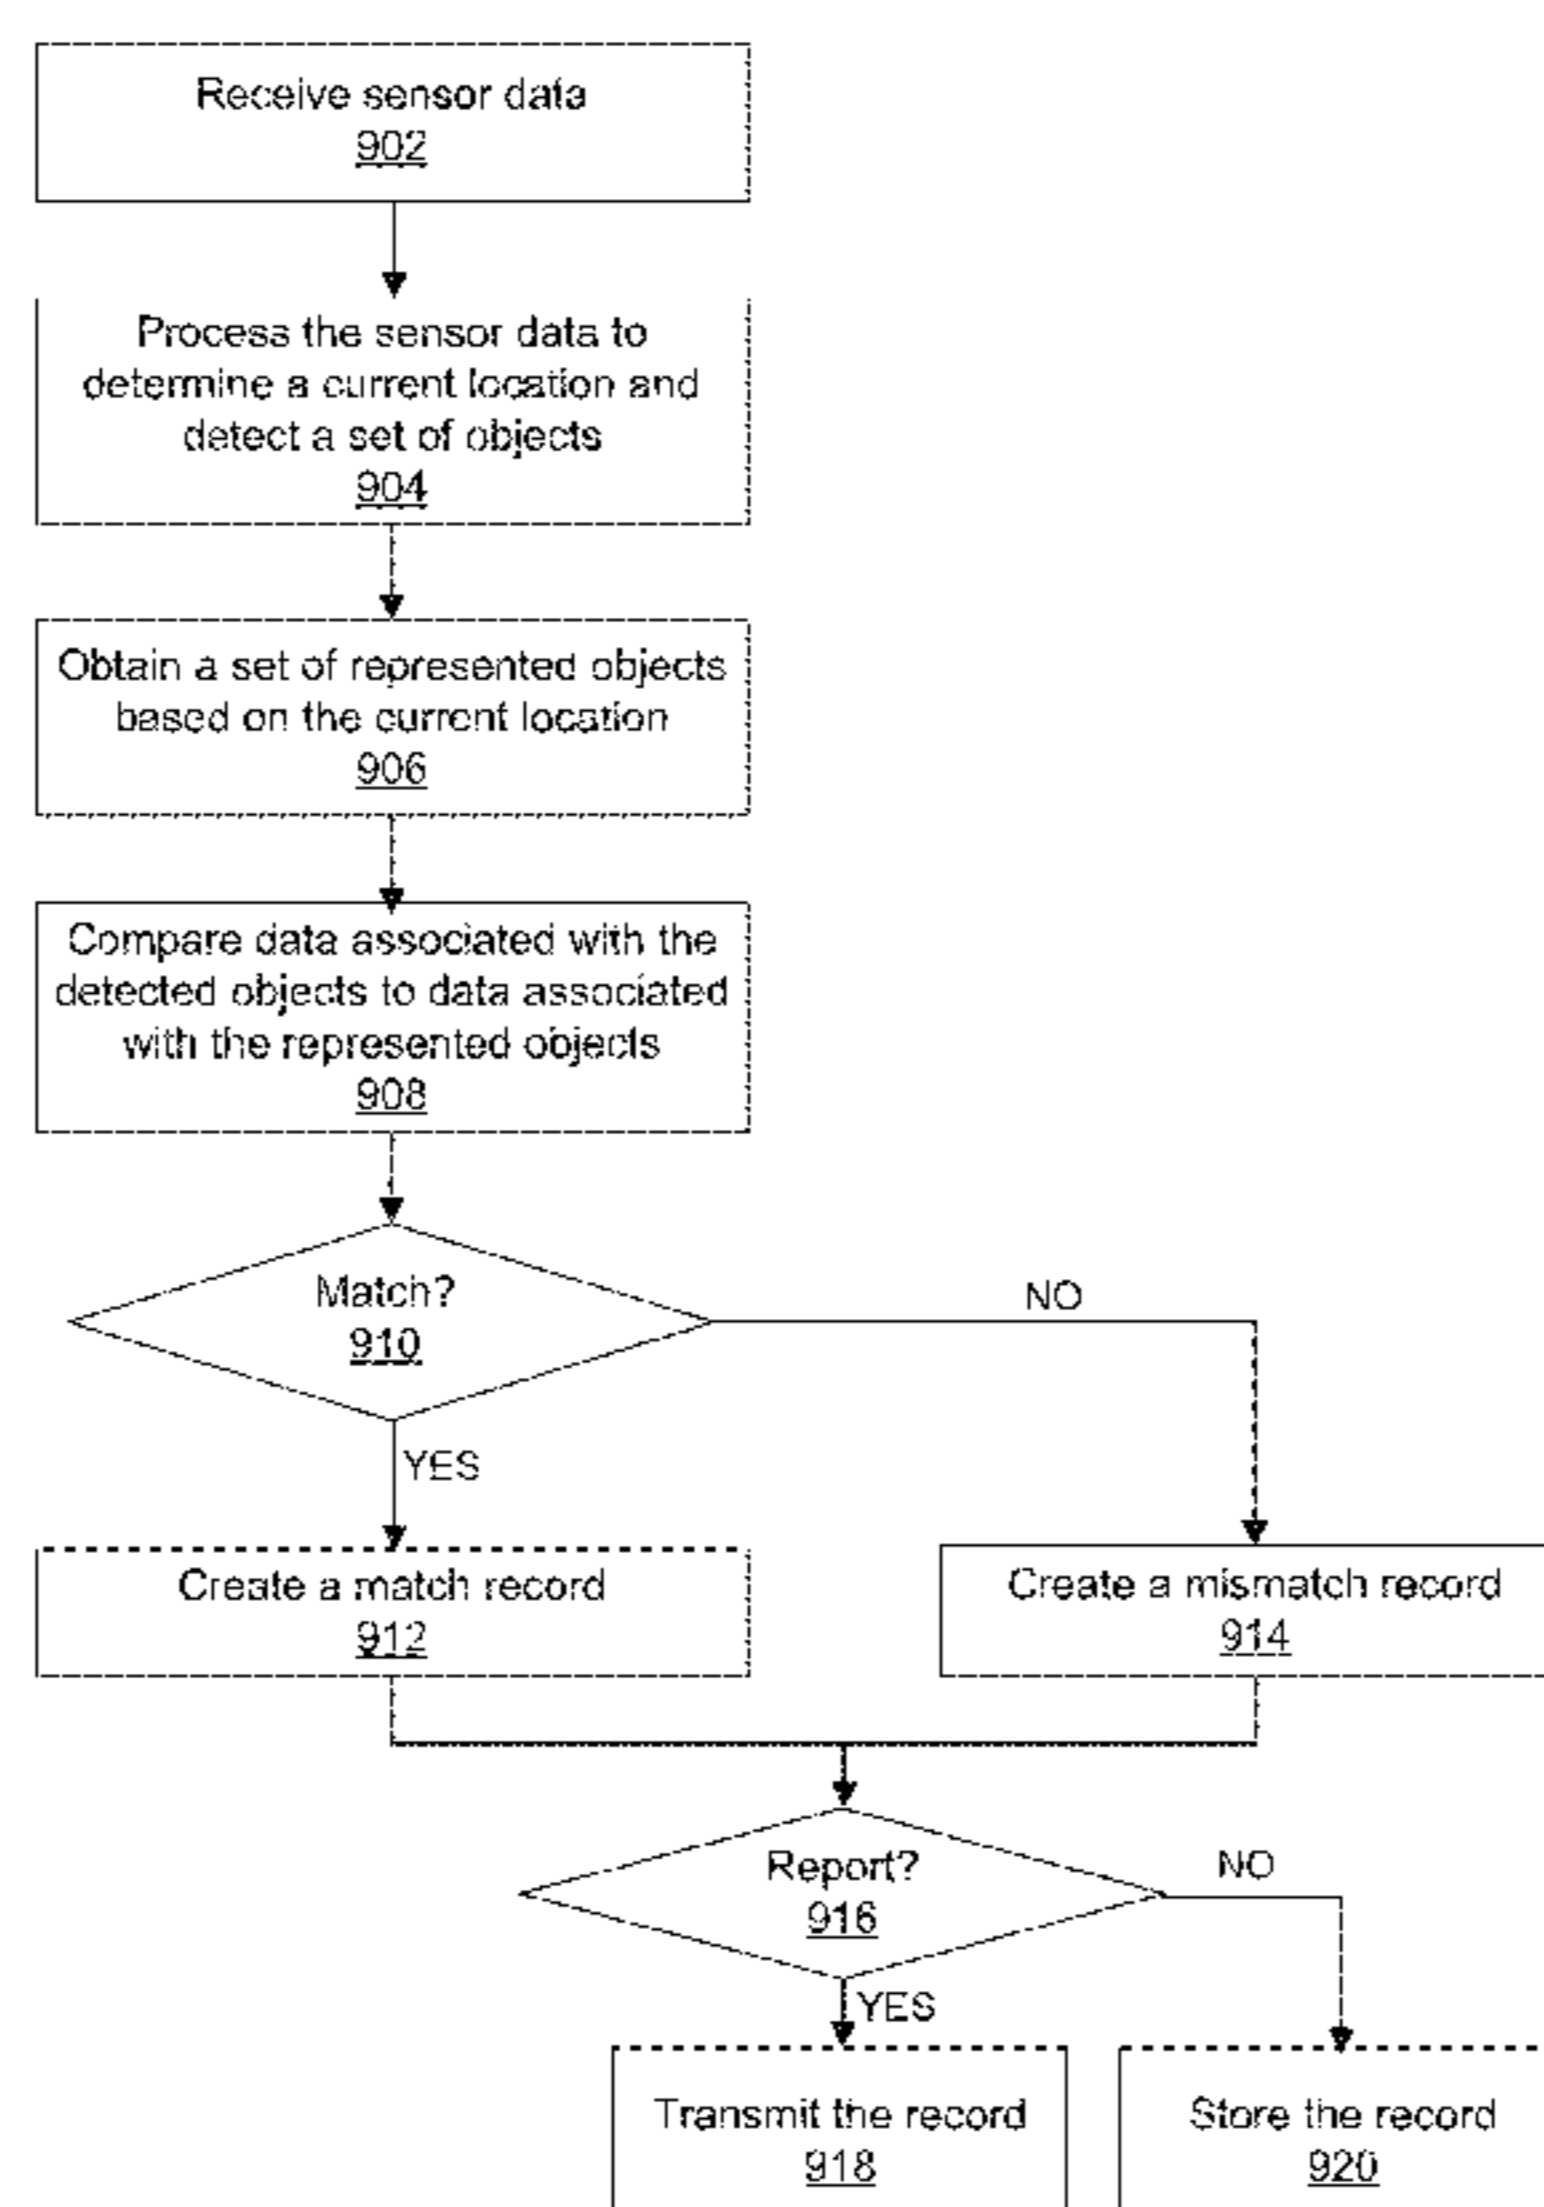 Receive sensor data
902
Process the sensor data to
determine a current location and
detect a set of objects
904
Obtain a set of represented objects
based on the current location
906
Compare data associated with the
detected objects to data associated
with the represented objects
908
Match?
910
NO
YES
Create a match record
912
Create a mismatch record
914
Report?
916
NO
YES
Transmit the record
918
Store the record
920